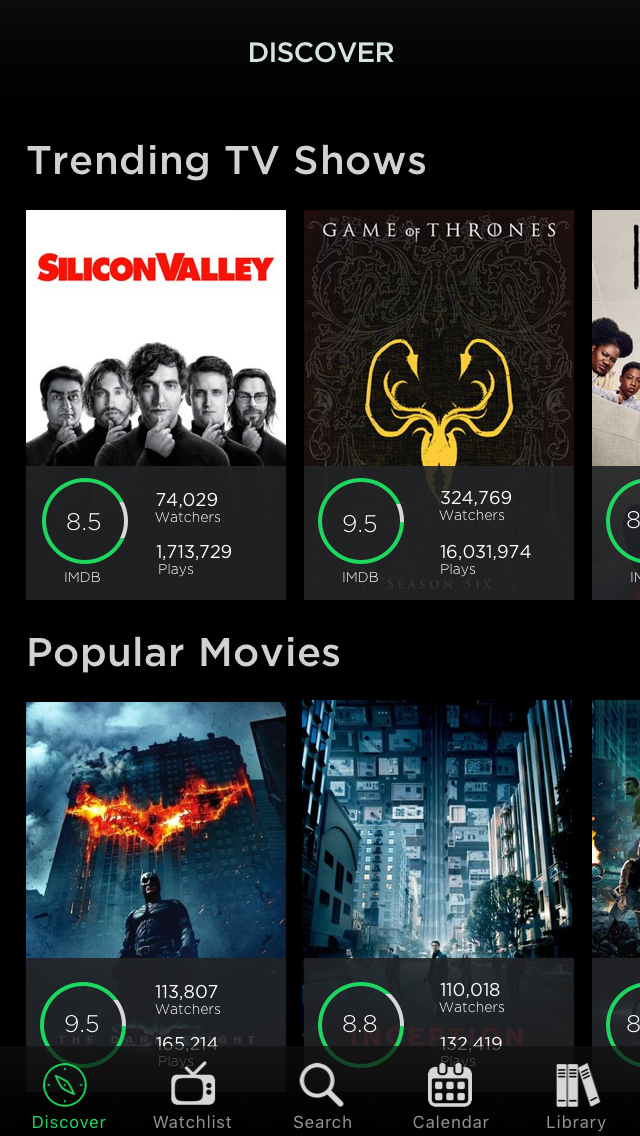 DISCOVER
Trending TV Shows
SILICON VALLEY
GAME OF THRONES
8.5
74,029
Watchers
1,713,729
Plays
IMDB
9.5
324,769
Watchers
16,031,974
Plays
IMDB
SEASON SIX
8
Popular Movies
9.5
113,807
Watchers
165,214
Plays
THE DARK KNIGHT
8.8
110,018
Watchers
132,419
Plays
INCEPTION
8
Discover
Watchlist
Search
Calendar
Library